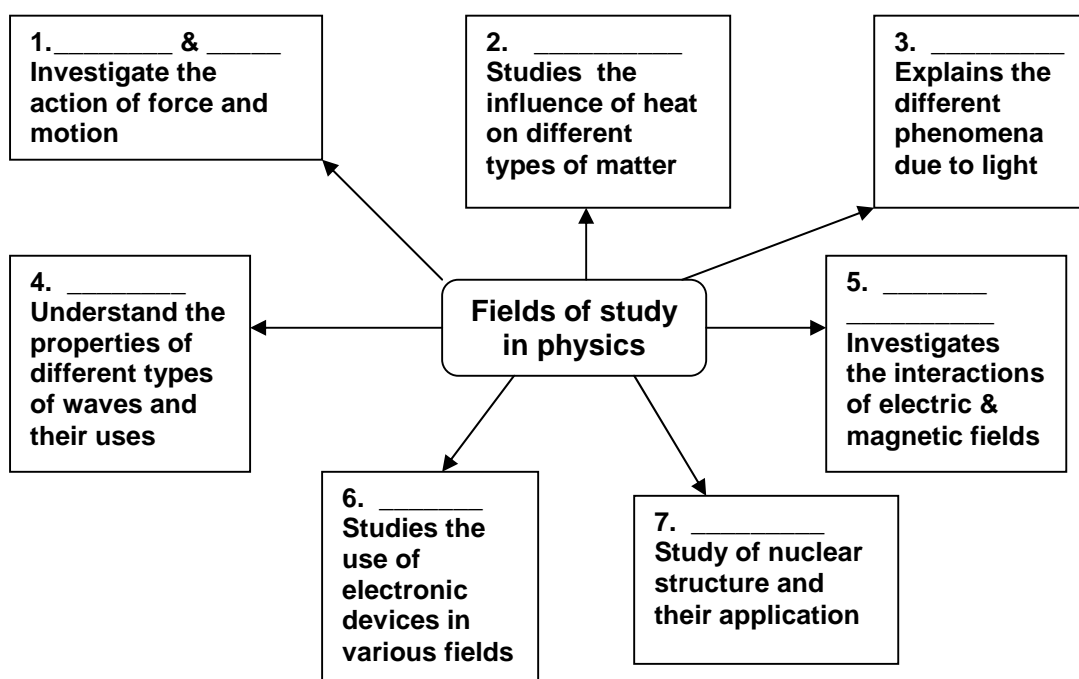 1.________ & _____
Investigate the
action of force and
motion
2. __________
Studies the
influence of heat
on different
types of matter
3. _________
Explains the
different
phenomena
due to light
4. ________
Understand the
properties of
different types
of waves and
their uses
Fields of study
in physics
5. _______
__________
Investigates
the interactions
of electric &
magnetic fields
6. _______
Studies the
use of
electronic
devices in
various fields
7. _________
Study of nuclear
structure and
their application